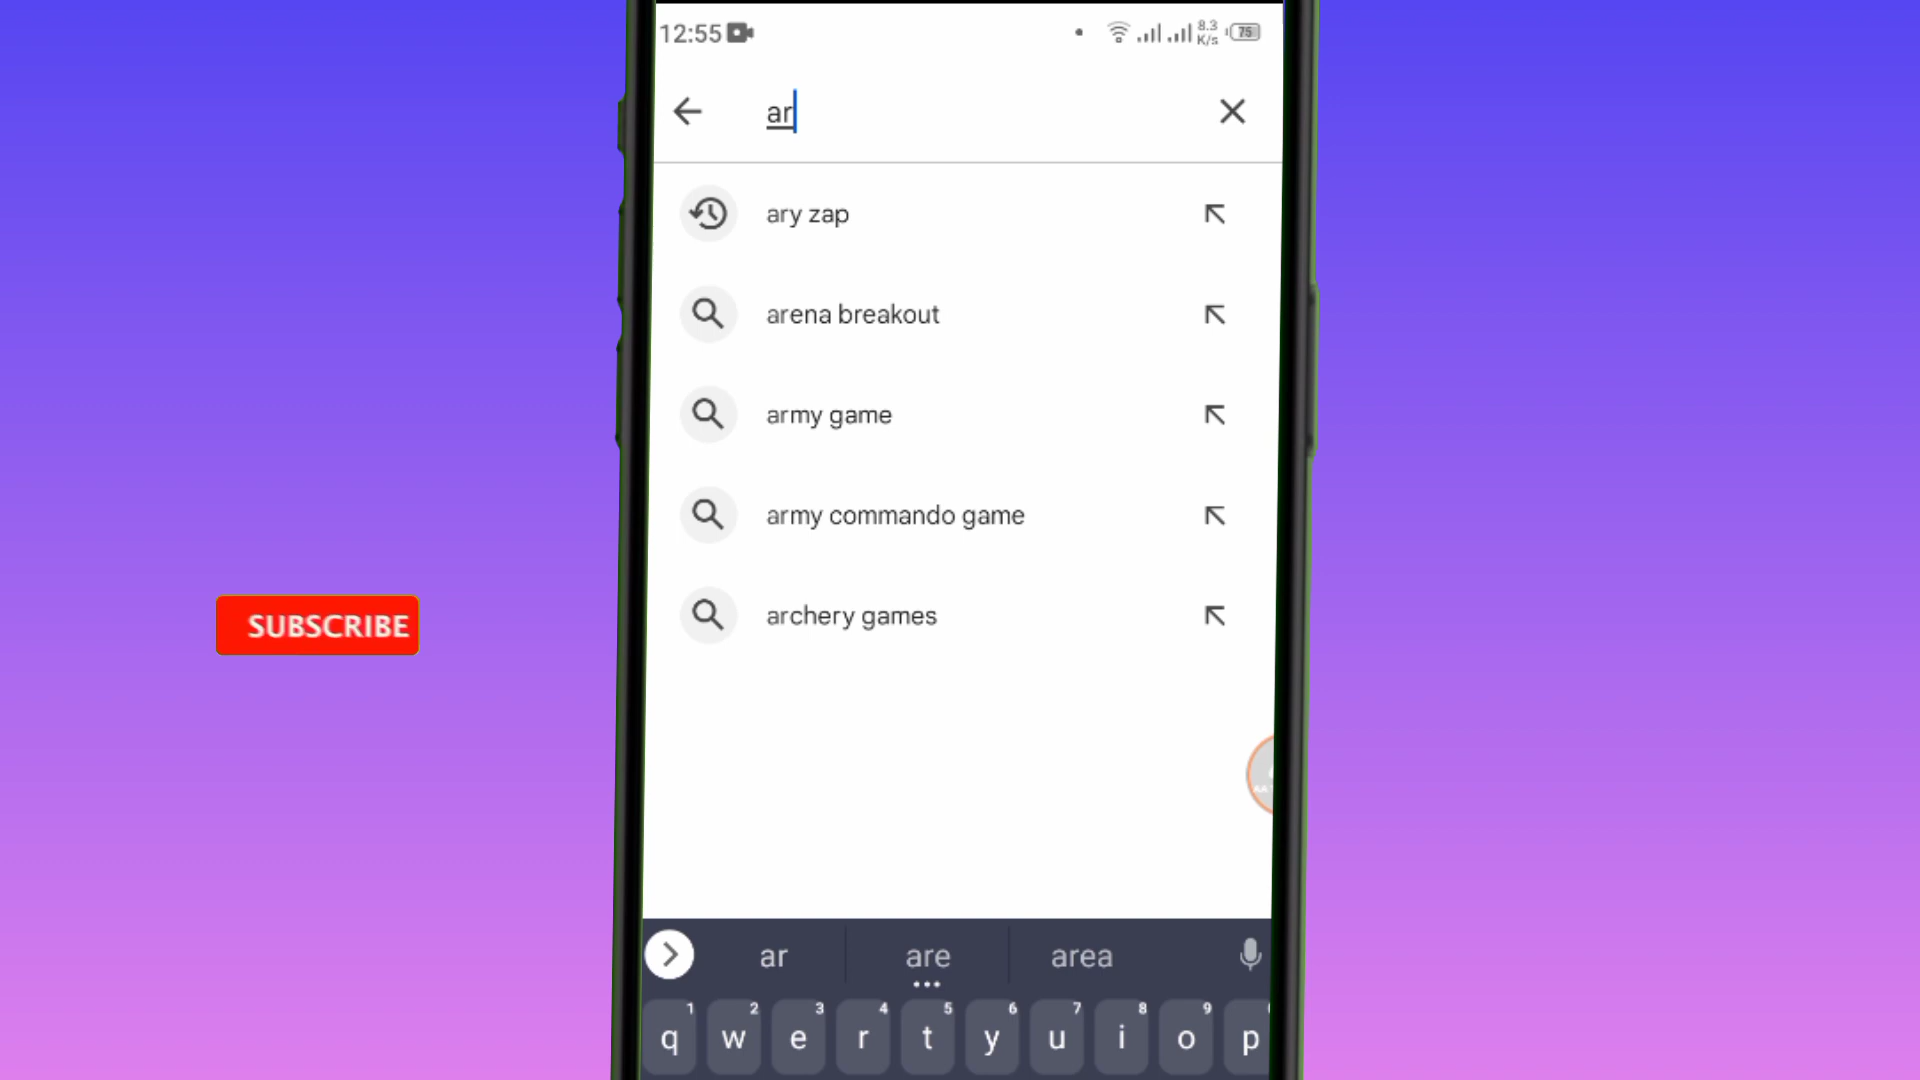 12:55
8.3
K/s
75
ar
ary zap
arena breakout
army game
army commando game
archery games
SUBSCRIBE
ar are area
1 2 3 4 5 6 7 8 9
q w e r t y u i o p